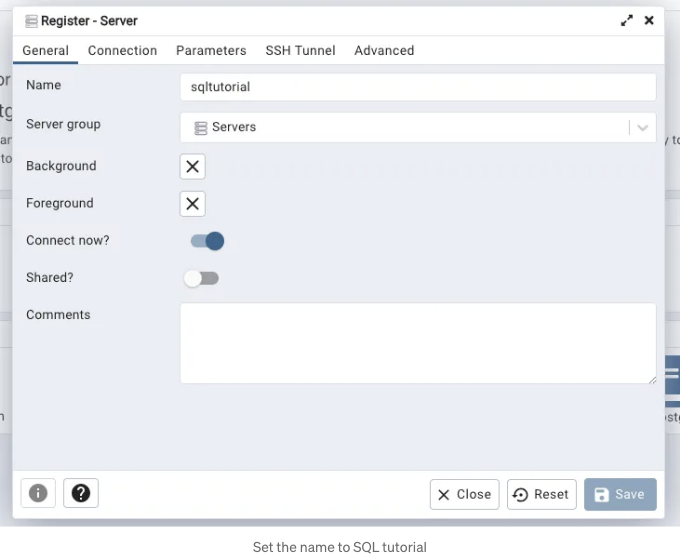 Register - Server
General Connection Parameters SSH Tunnel Advanced
Name sqltutorial
Server group Servers
Background
Foreground
Connect now?
Shared?
Comments
Close Reset Save
Set the name to SQL tutorial